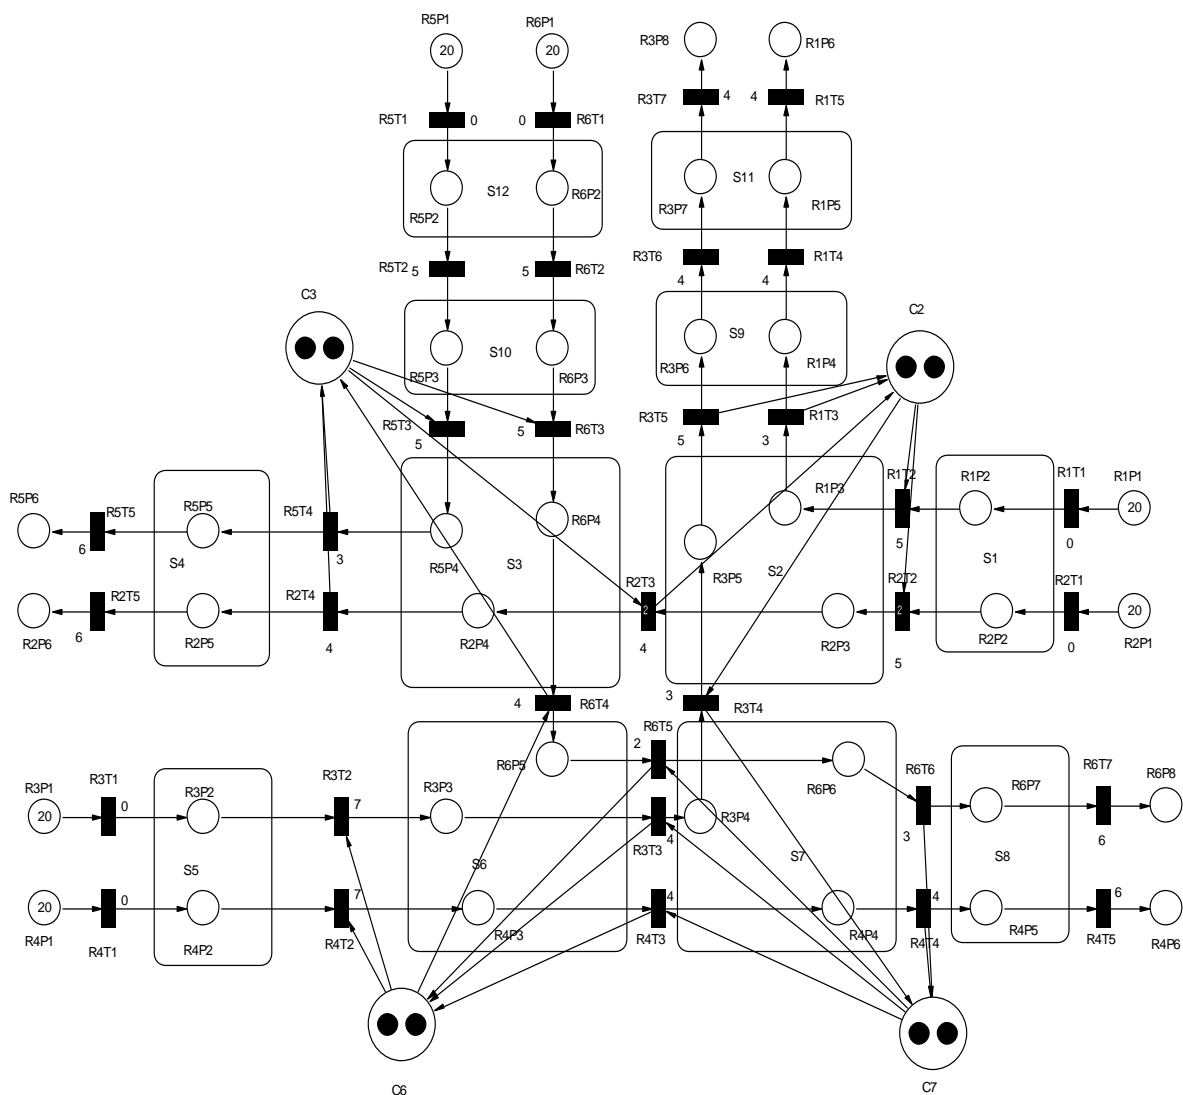 R5P1 R6P1
R3P8 R1P6
20 20
R3T7 4 4 R1T5
R5T1 0 0 R6T1
S12 S11
R5P2 R6P2 R3P7 R1P5
R5T2 5 5 R6T2 R3T6 R1T4
4 4
C3 C2
S10 S9
R5P3 R6P3 R3P6 R1P4
R5T3 R6T3 R3T5 R1T3
5 5 5 3
R5P6 R5T5 R5P5 R5T4 R6P4 R1P3 R1T2 R1P2 R1T1 R1P1
20
6 S4 3 R5P4 S3 R3P5 S2 5 S1 0
R2T5 R2T4 R2T3 R2T2 R2T1
2 2 20
R2P6 6 R2P5 4 R2P4 4 R2P3 5 R2P2 0 R2P1
4 R6T4 3 R3T4
R6T5
2
R3P1 R3T1 R3P2 R3T2 R3P3 R6P5 R6P6 R6T6 R6P7 R6T7 R6P8
20 0 7 R3P4
R3T3 4 3 6
S5 S6 S7 S8
20 0 7 4 4 6
R4P1 R4T1 R4P2 R4T2 R4P3 R4T3 R4P4 R4T4 R4P5 R4T5 R4P6
C6 C7